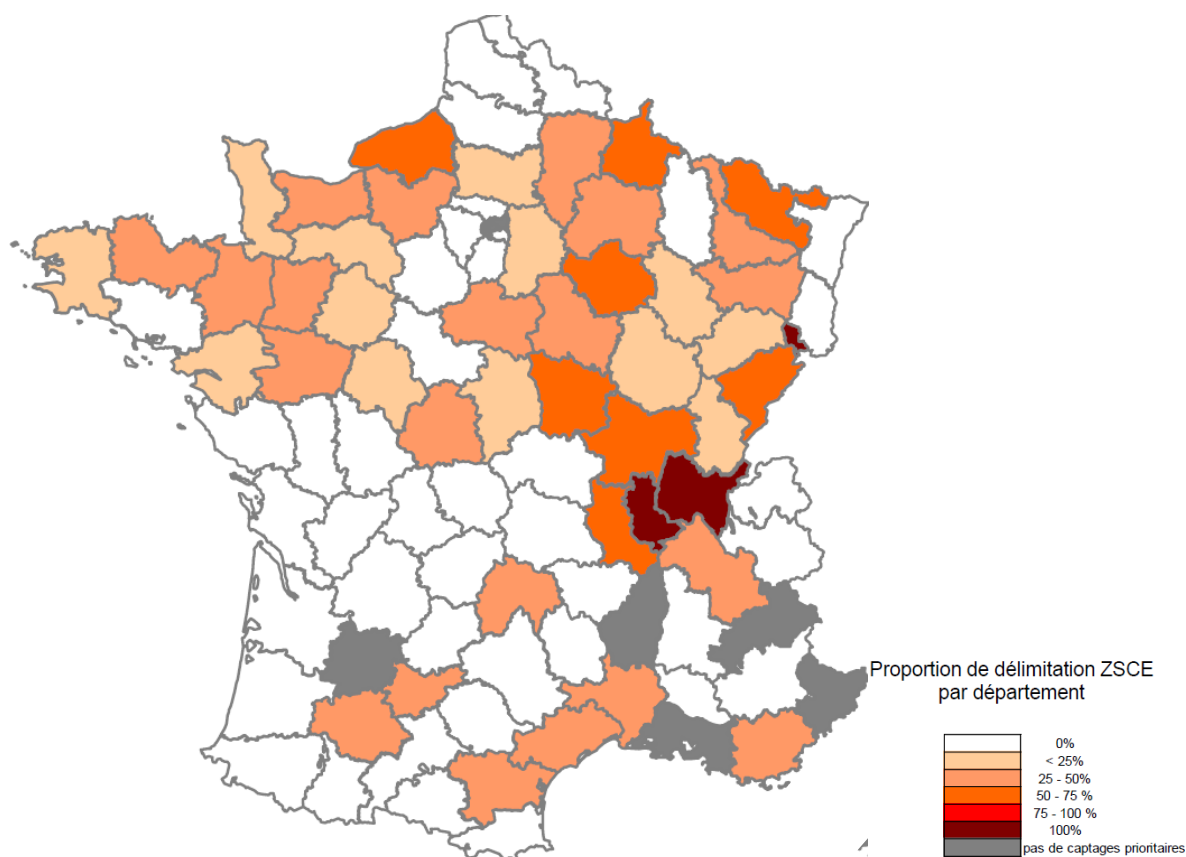 Proportion de délimitation ZSCE
par département
0%
< 25%
25 - 50%
50 - 75 %
75 - 100 %
100%
pas de captages prioritaires